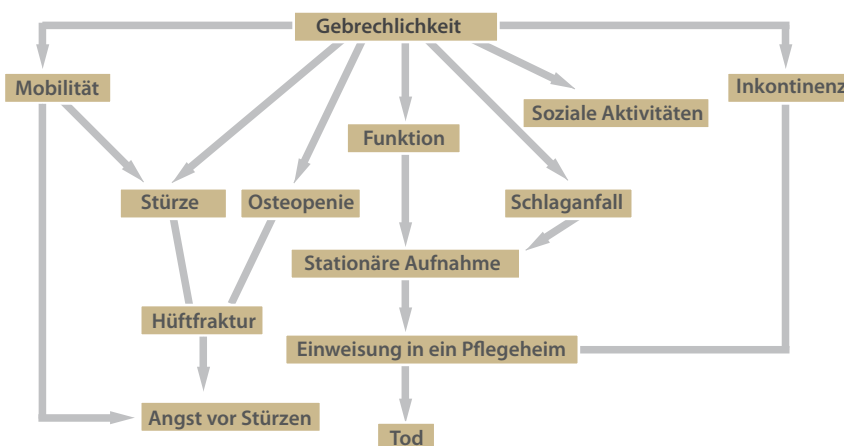 Gebrechlichkeit
Mobilität
Inkontinenz
Soziale Aktivitäten
Funktion
Stürze
Osteopenie
Schlaganfall
Stationäre Aufnahme
Hüftfraktur
Einweisung in ein Pflegeheim
Angst vor Stürzen
Tod